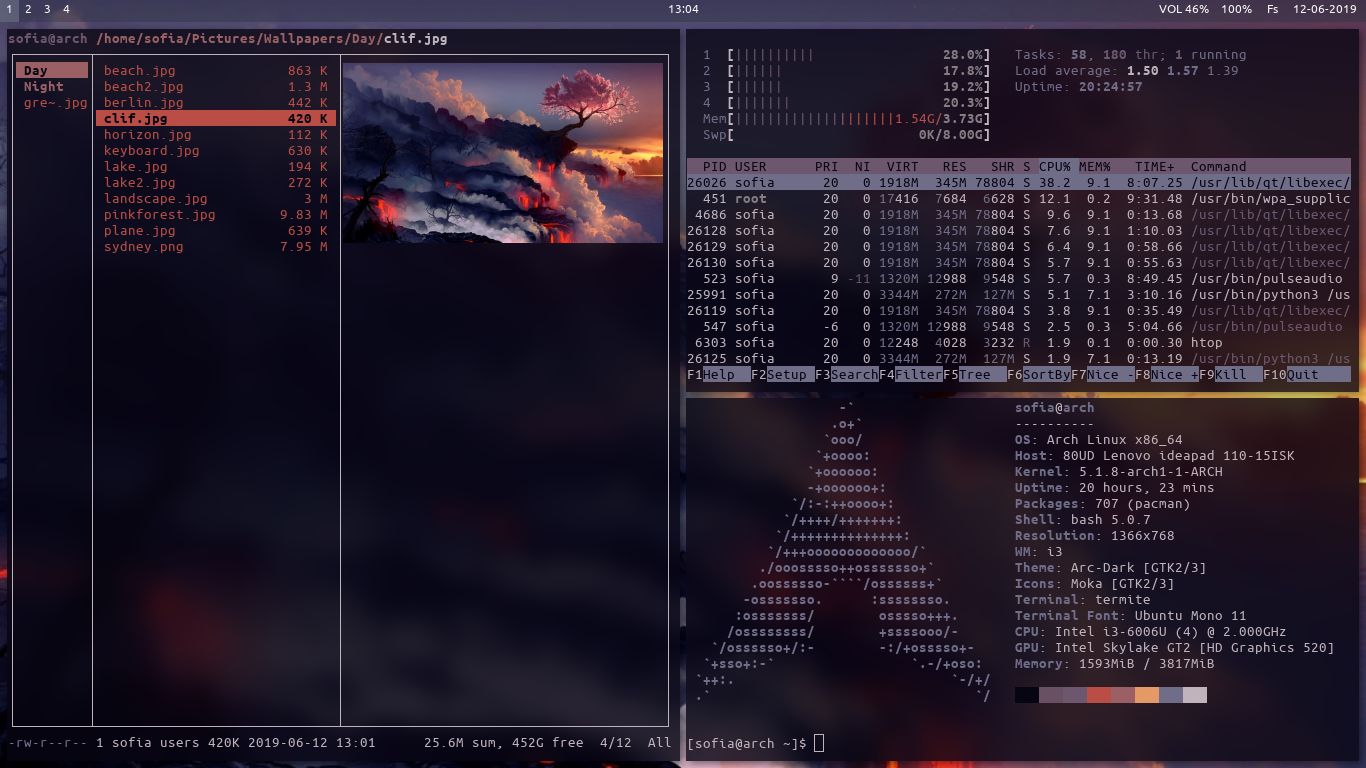 1 2 3 4 13:04 VOL 46% 100% Fs 12-06-2019
sofia@arch /home/sofia/Pictures/Wallpapers/Day/clif.jpg
Day
Night
gre~.jpg
beach.jpg 863 K
beach2.jpg 1.3 M
berlin.jpg 442 K
clif.jpg 420 K
horizon.jpg 112 K
keyboard.jpg 630 K
lake.jpg 194 K
lake2.jpg 272 K
landscape.jpg 3 M
pinkforest.jpg 9.83 M
plane.jpg 639 K
sydney.png 7.95 M
-rw-r--r-- 1 sofia users 420K 2019-06-12 13:01 25.6M sum, 452G free 4/12 All
1 [|||||||||| 28.0%] Tasks: 58, 180 thr; 1 running
2 [|||||| 17.8%] Load average: 1.50 1.57 1.39
3 [|||||| 19.2%] Uptime: 20:24:57
4 [||||||| 20.3%]
Mem[||||||||||||||||||||1.54G/3.73G]
Swp[ 0K/8.00G]
PID USER PRI NI VIRT RES SHR S CPU% MEM% TIME+ Command
26026 sofia 20 0 1918M 345M 78804 S 38.2 9.1 8:07.25 /usr/lib/qt/libexec/
451 root 20 0 17416 7684 6628 S 12.1 0.2 9:31.48 /usr/bin/wpa_supplic
4686 sofia 20 0 1918M 345M 78804 S 9.6 9.1 0:13.68 /usr/lib/qt/libexec/
26128 sofia 20 0 1918M 345M 78804 S 7.6 9.1 1:10.03 /usr/lib/qt/libexec/
26129 sofia 20 0 1918M 345M 78804 S 6.4 9.1 0:58.66 /usr/lib/qt/libexec/
26130 sofia 20 0 1918M 345M 78804 S 5.7 9.1 0:55.63 /usr/lib/qt/libexec/
523 sofia 9 -11 1320M 12988 9548 S 5.7 0.3 8:49.45 /usr/bin/pulseaudio
25991 sofia 20 0 3344M 272M 127M S 5.1 7.1 3:10.16 /usr/bin/python3 /us
26119 sofia 20 0 1918M 345M 78804 S 3.8 9.1 0:35.49 /usr/lib/qt/libexec/
547 sofia -6 0 1320M 12988 9548 S 2.5 0.3 5:04.66 /usr/bin/pulseaudio
6303 sofia 20 0 12248 4028 3232 R 1.9 0.1 0:00.30 htop
26125 sofia 20 0 3344M 272M 127M S 1.9 7.1 0:13.19 /usr/bin/python3 /us
F1Help F2Setup F3SearchF4FilterF5Tree F6SortByF7Nice -F8Nice +F9Kill F10Quit
-`
.o+`
`ooo/
`+oooo:
`+oooooo:
-+oooooo+:
`/:-:++oooo+:
`/++++/+++++++:
`/++++++++++++++:
`/+++ooooooooooooo/`
./ooosssso++osssssso+`
.oossssso-````/ossssss+`
-osssssso. :ssssssso.
:osssssss/ osssso+++.
/ossssssss/ +ssssooo/-
`/ossssso+/:- -:/+osssso+-
`+sso+:-` `.-/+oso:
`++:. `-/+/
.` `/
sofia@arch
----------
OS: Arch Linux x86_64
Host: 80UD Lenovo ideapad 110-15ISK
Kernel: 5.1.8-arch1-1-ARCH
Uptime: 20 hours, 23 mins
Packages: 707 (pacman)
Shell: bash 5.0.7
Resolution: 1366x768
WM: i3
Theme: Arc-Dark [GTK2/3]
Icons: Moka [GTK2/3]
Terminal: termite
Terminal Font: Ubuntu Mono 11
CPU: Intel i3-6006U (4) @ 2.000GHz
GPU: Intel Skylake GT2 [HD Graphics 520]
Memory: 1593MiB / 3817MiB
[sofia@arch ~]$